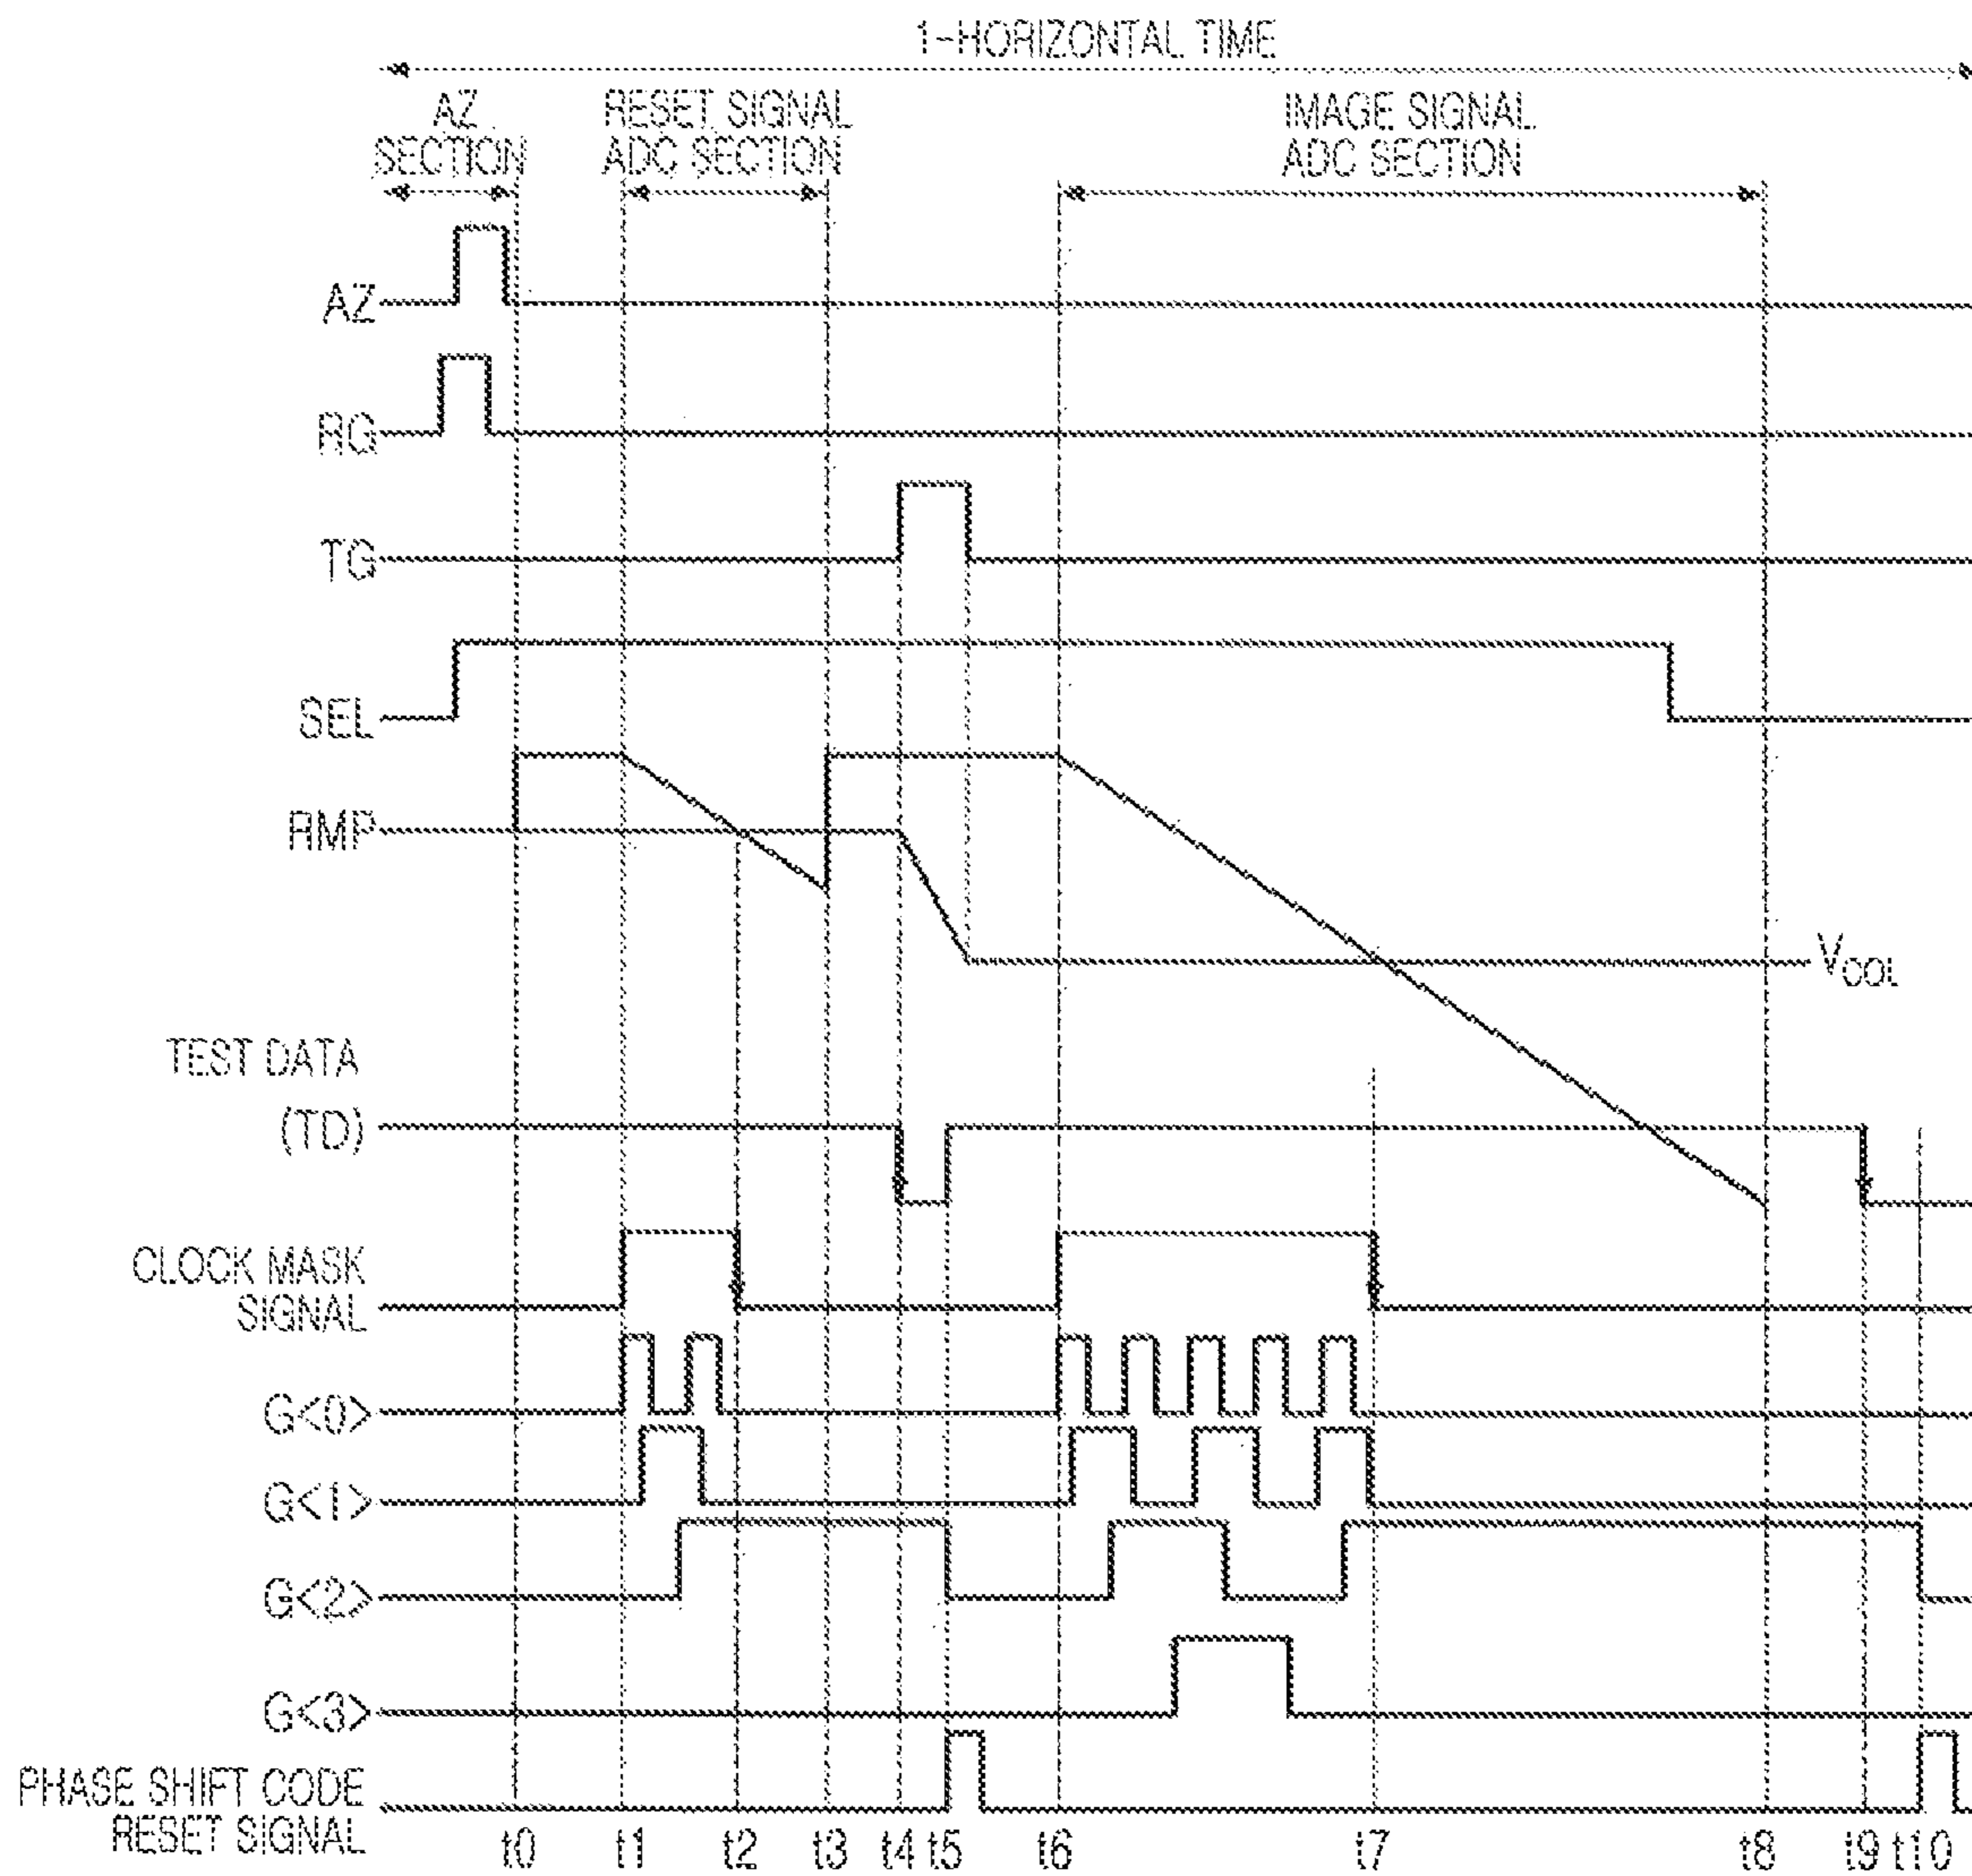 1-HORIZONTAL TIME
AZ
SECTION
RESET SIGNAL
ADC SECTION
IMAGE SIGNAL
ADC SECTION
AZ
RG
TG
SEL
RMP
VCOL
TEST DATA
(TD)
CLOCK MASK
SIGNAL
G<0>
G<1>
G<2>
G<3>
PHASE SHIFT CODE
RESET SIGNAL
t0 t1 t2 t3 t4 t5 t6 t7 t8 t9 t10